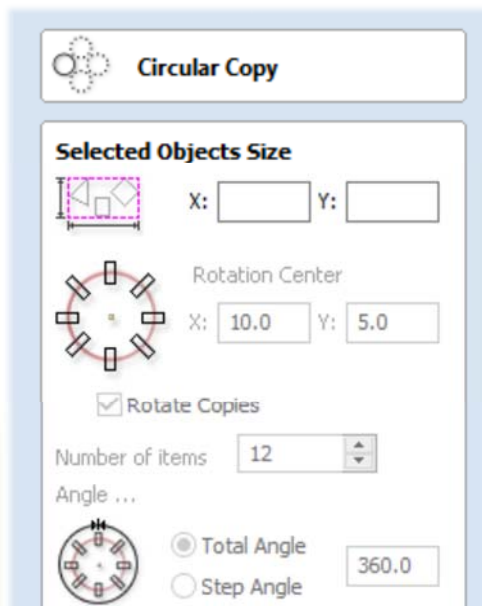 Circular Copy
Selected Objects Size
X: Y:
Rotation Center
X: 10.0 Y: 5.0
Rotate Copies
Number of items 12
Angle ...
Total Angle
360.0
Step Angle